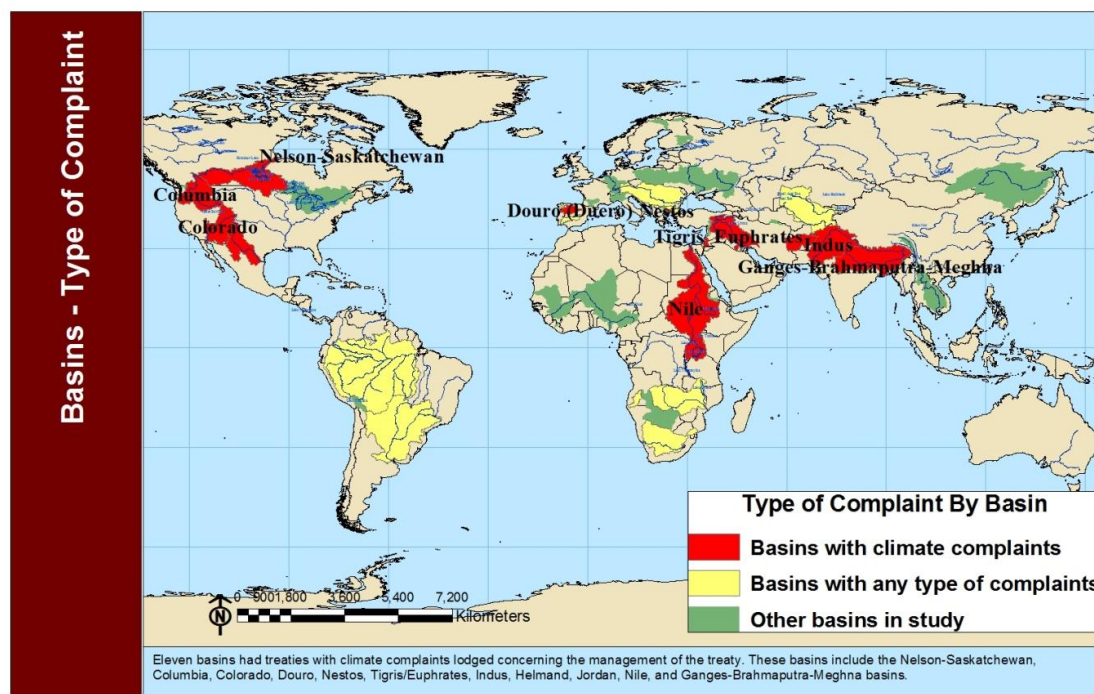 Basins - Type of Complaint
Nelson-Saskatchewan
Columbia
Colorado
Douro (Duero) Nestos
Tigris_Euphrates
Indus
Ganges-Brahmaputra-Meghna
Nile
Type of Complaint By Basin
Basins with climate complaints
Basins with any type of complaints
Other basins in study
0 9001,800 3,600 5,400 7,200
Kilometers
N
Eleven basins had treaties with climate complaints lodged concerning the management of the treaty. These basins include the Nelson-Saskatchewan,
Columbia, Colorado, Douro, Nestos, Tigris/Euphrates, Indus, Helmand, Jordan, Nile, and Ganges-Brahmaputra-Meghna basins.